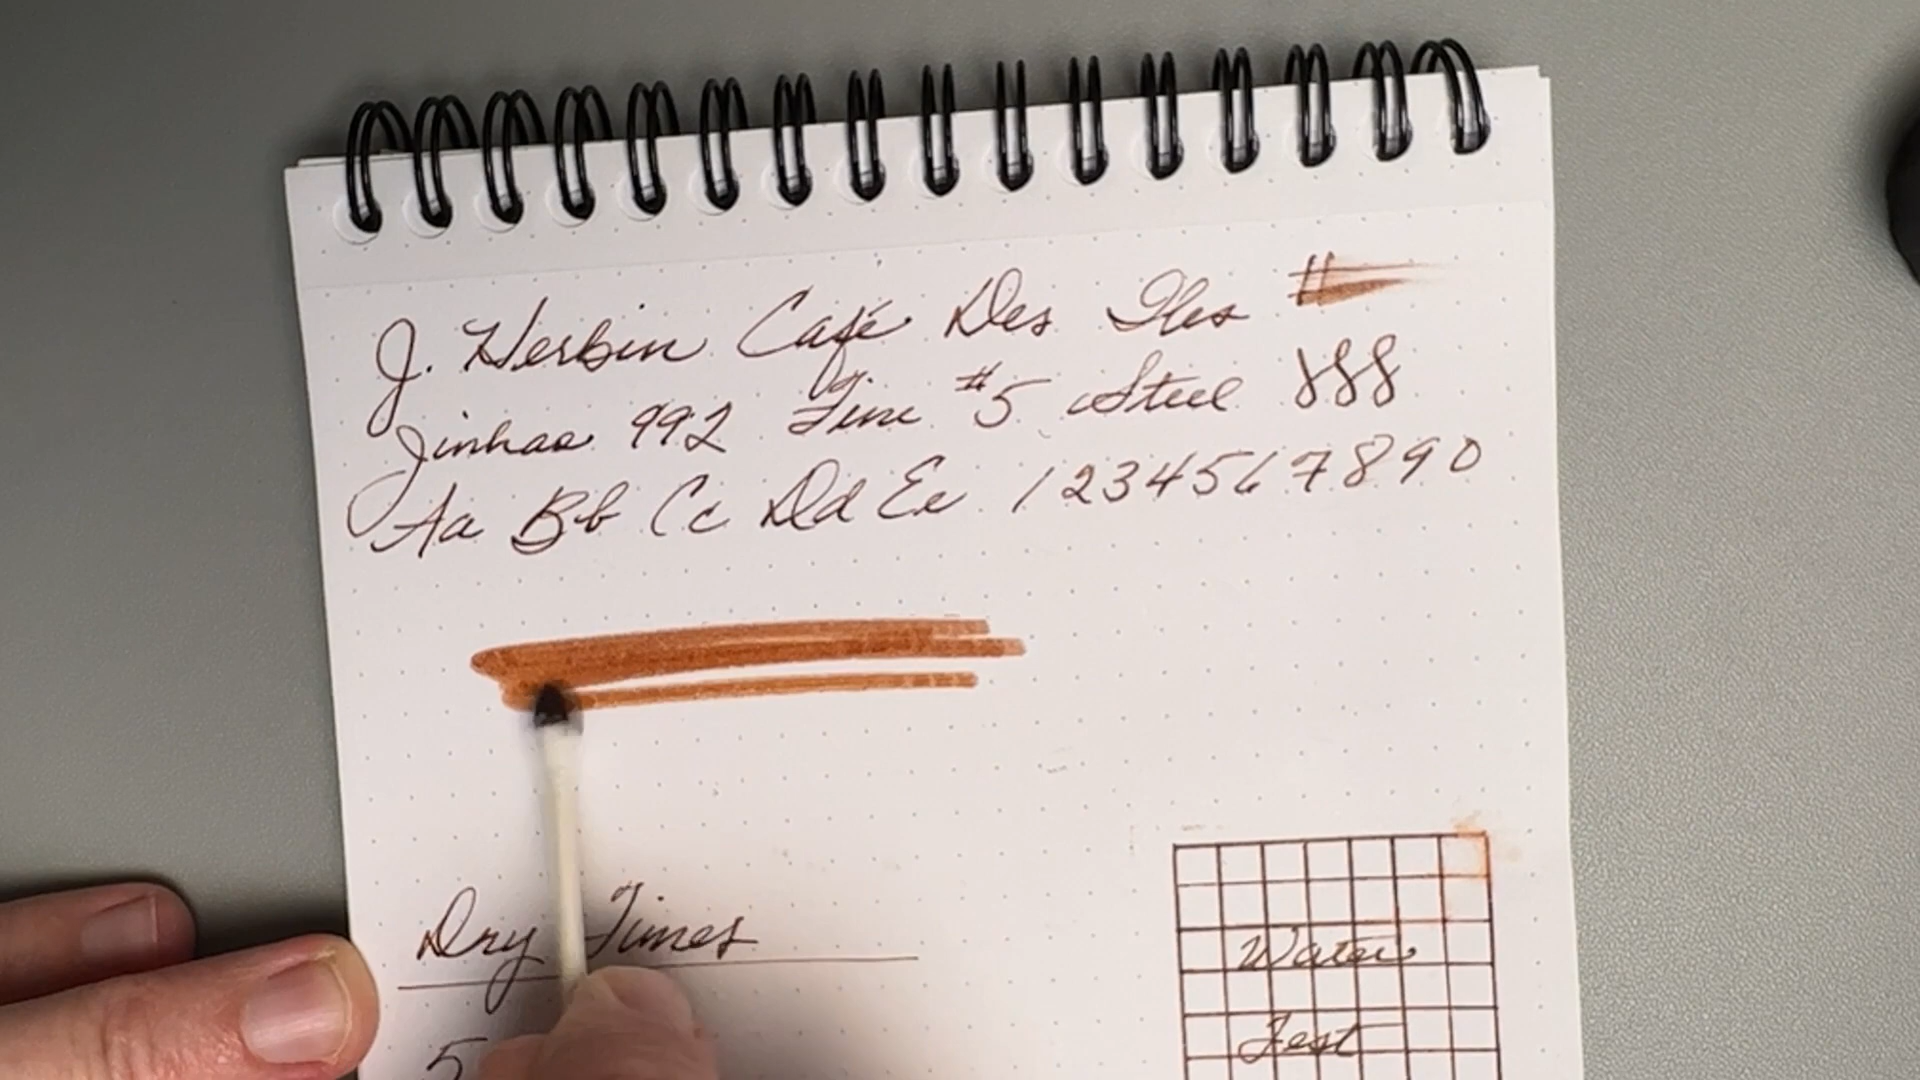 J. Herbin Café Des Iles #
Jinhao 992 Fine #5 Steel
Aa Bb Cc Dd Ee 1234567890
Dry Times
5
Water
Test